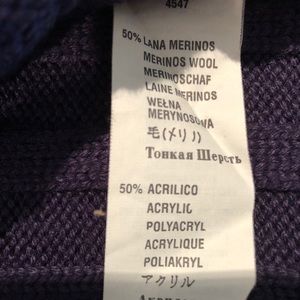 4547
50% LANA MERINOS
MERINOS WOOL
MERINOSCHAF
LAINE MERINOS
WEŁNA
MERYNOSOWA
毛(メリノ)
Тонкая Шерсть
50% ACRILICO
ACRYLIC
POLYACRYL
ACRYLIQUE
POLIAKRYL
アクリル